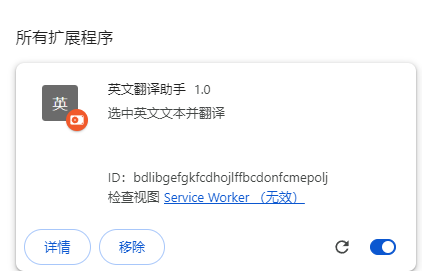 所有扩展程序
英
英文翻译助手 1.0
选中英文文本并翻译
ID：bdlibgefgkfcdhojlffbcdonfcmepolj
检查视图 Service Worker （无效）
详情
移除